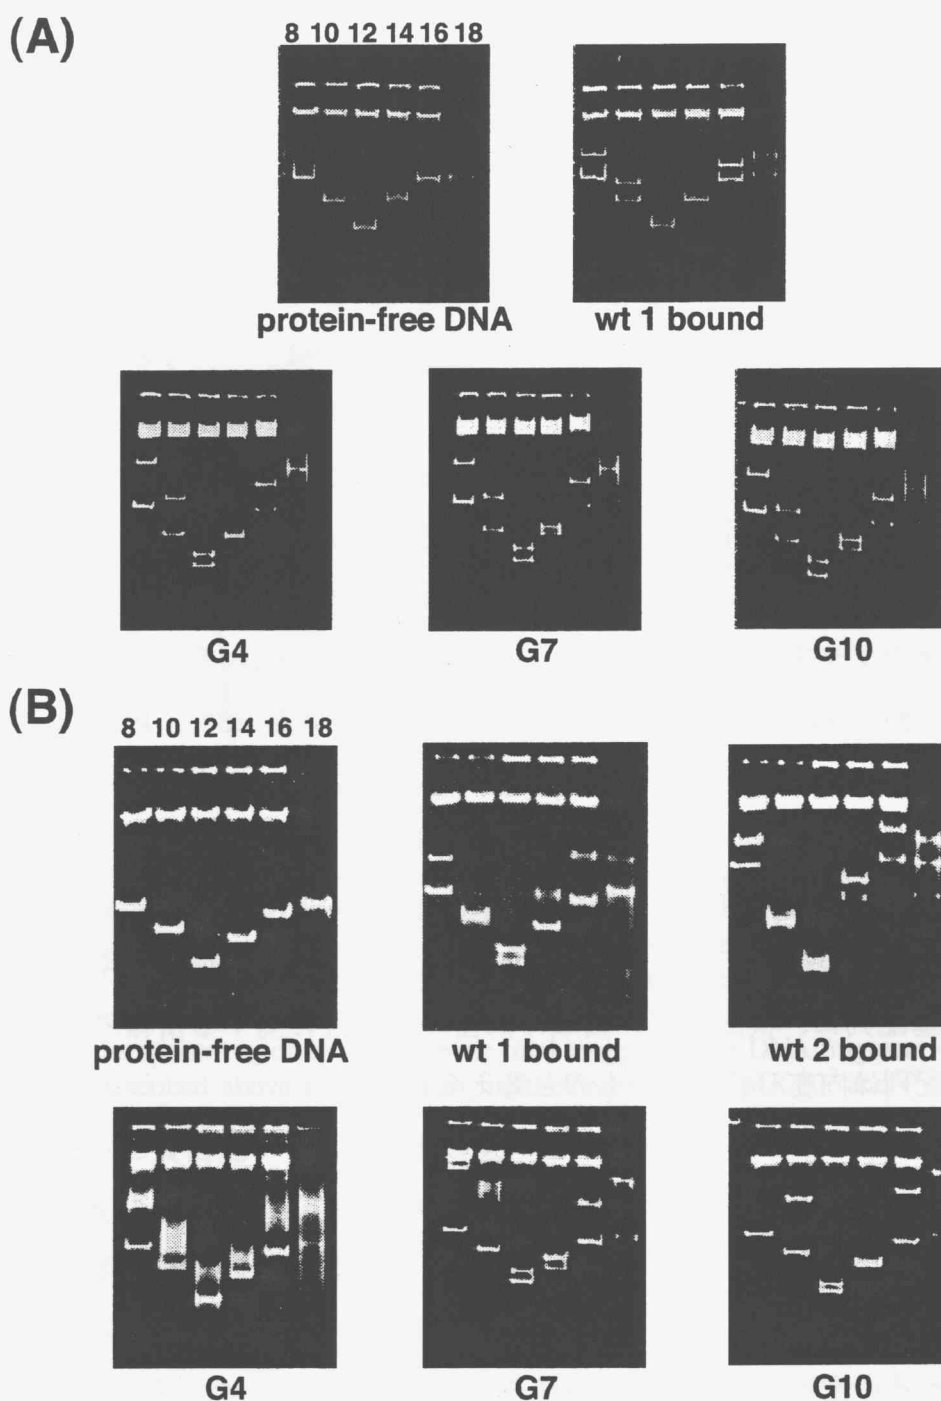 (A)
8 10 12 14 16 18
protein-free DNA
wt 1 bound
G4
G7
G10
(B)
8 10 12 14 16 18
protein-free DNA
wt 1 bound
wt 2 bound
G4
G7
G10